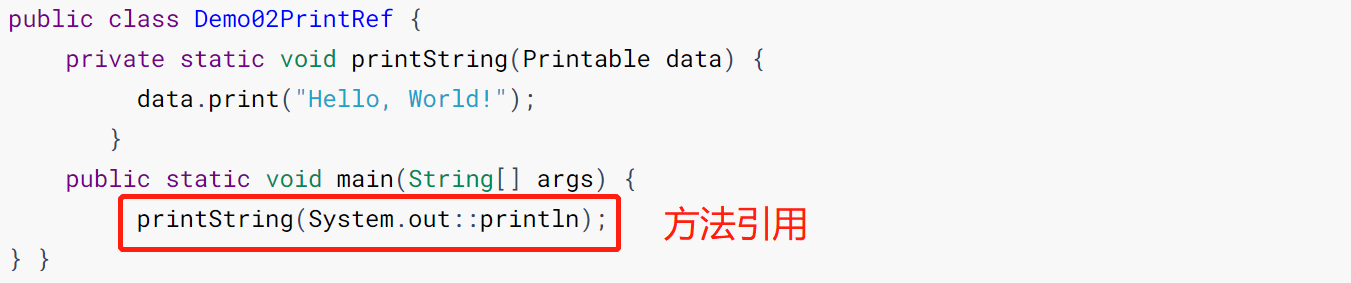 public class Demo02PrintRef {
    private static void printString(Printable data) {
         data.print("Hello, World!");
       }
    public static void main(String[] args) {
         printString(System.out::println); 方法引用
} }